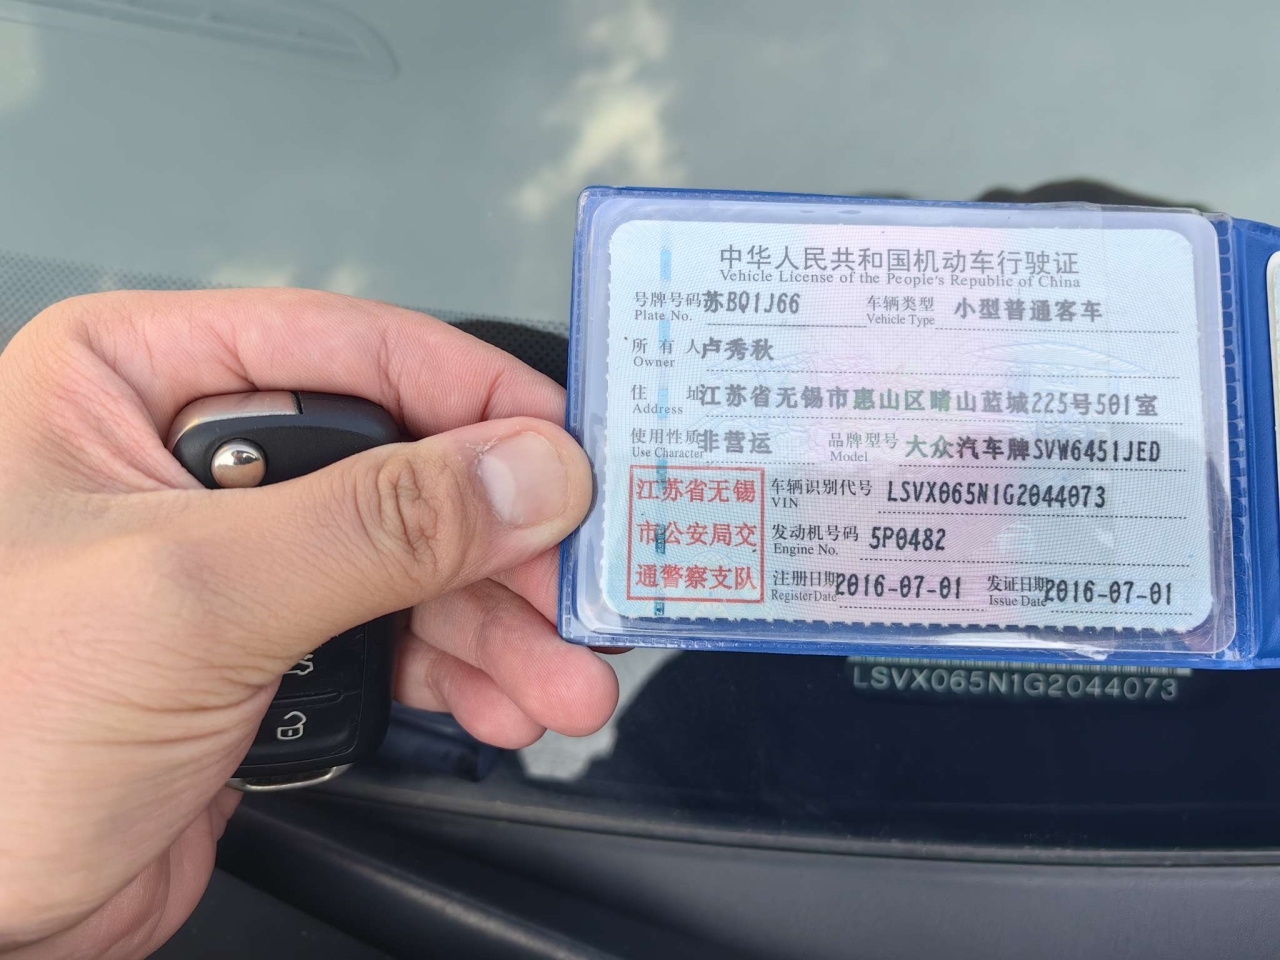 中华人民共和国机动车行驶证
Vehicle License of the People's Republic of China
号牌号码 苏BQ1J66 车辆类型 小型普通客车
Plate No. Vehicle Type
所有人 卢秀秋
Owner
住址 江苏省无锡市惠山区晴山蓝城225号501室
Address
使用性质 非营运 品牌型号 大众汽车牌SVW6451JED
Use Character Model
江苏省无锡
市公安局交
通警察支队
车辆识别代号 LSVX065N1G2044073
VIN
发动机号码 5P0482
Engine No.
注册日期 2016-07-01 发证日期 2016-07-01
Register Date Issue Date
LSVX065N1G2044073